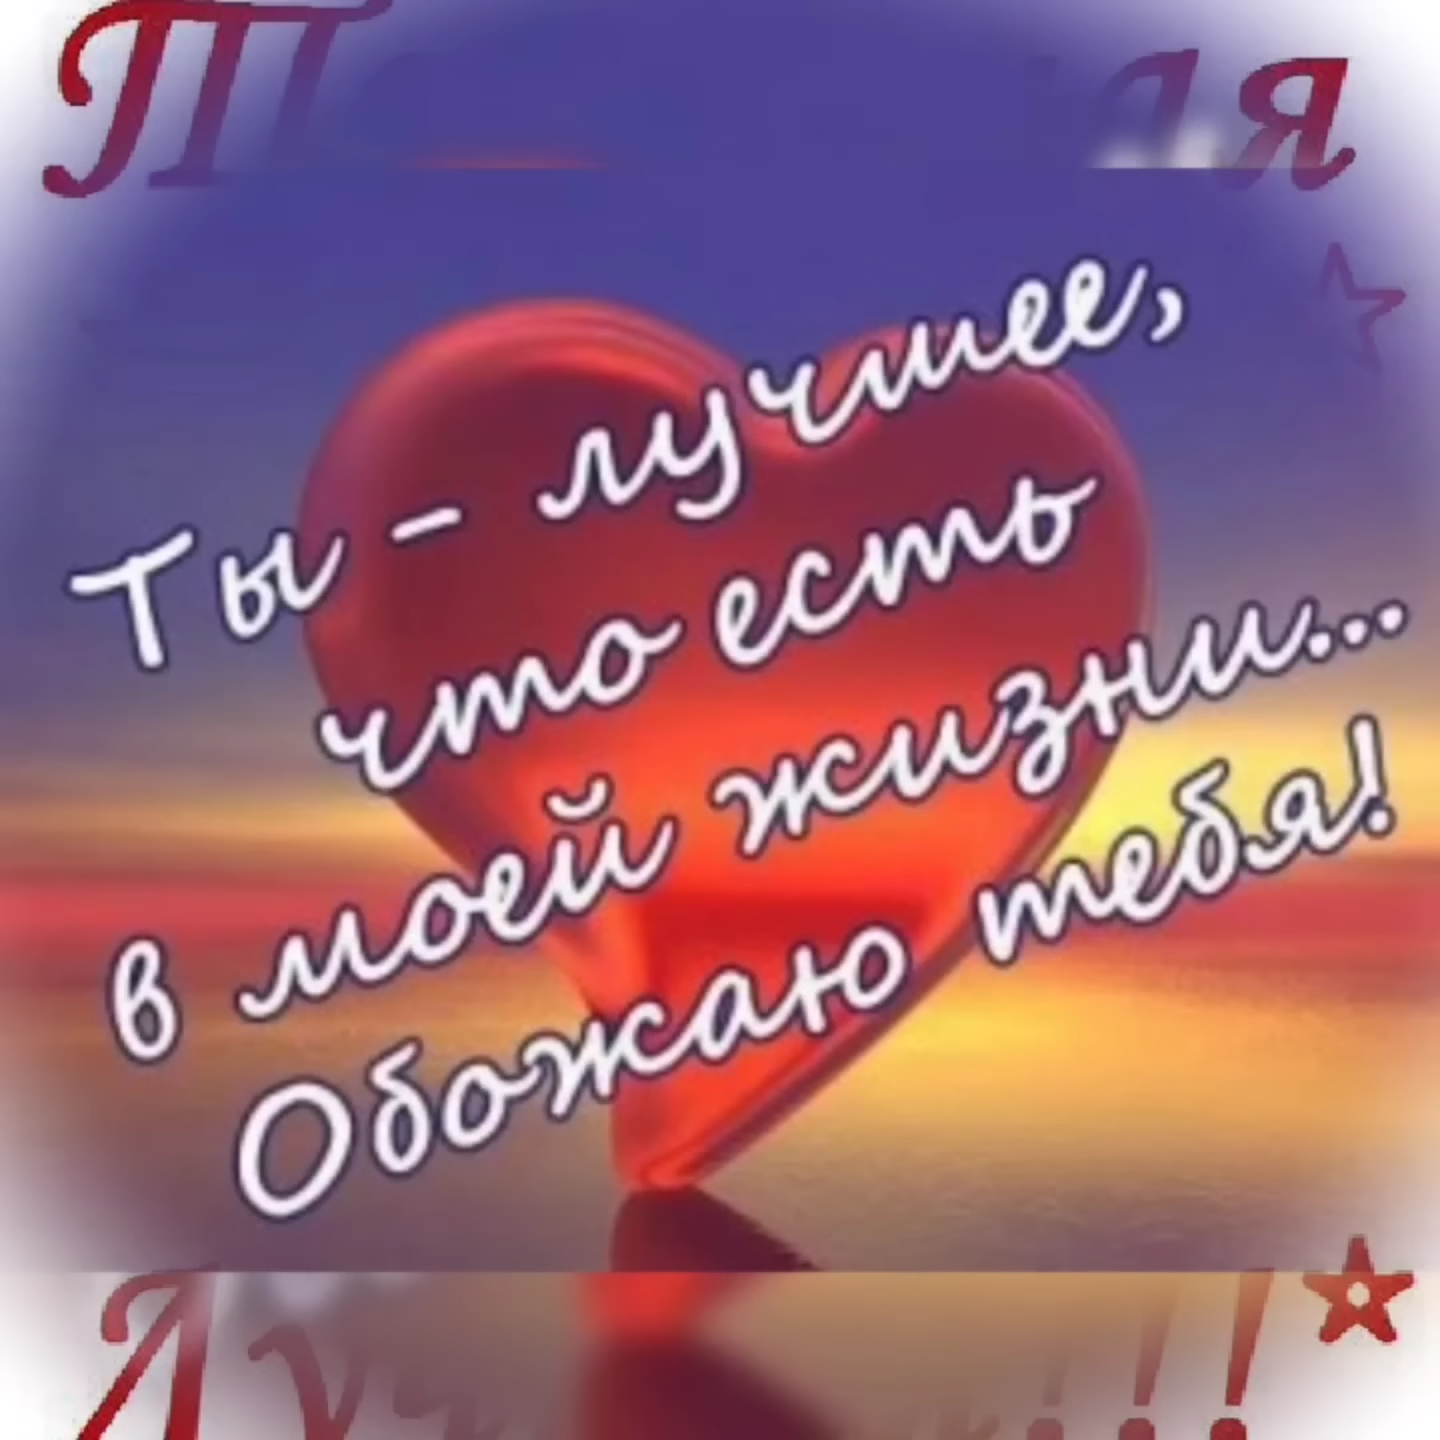 Ты - лучшее,
что есть
в моей жизни...
Обожаю тебя!